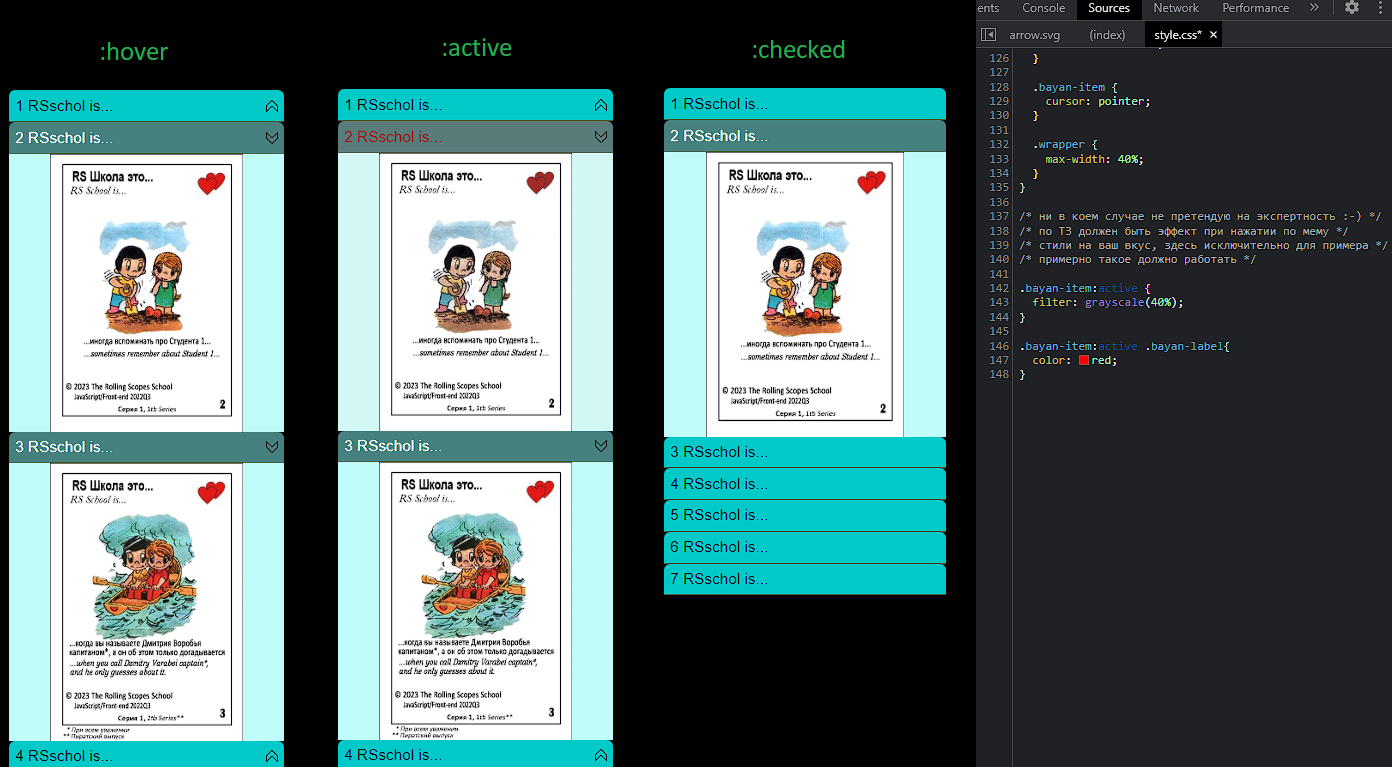 :hover
1 RSschol is...
2 RSschol is...
RS Школа это...
RS School is...
...иногда вспоминать про Студента 1...
...sometimes remember about Student 1...
© 2023 The Rolling Scopes School
JavaScript/Front-end 2022Q3
Серия 1, 1tb Series
2
3 RSschol is...
RS Школа это...
RS School is...
...когда вы называете Дмитрия Воробья
капитаном*, а он об этом только догадывается
...when you call Dzmitry Varabei captain*,
and he only guesses about it.
© 2023 The Rolling Scopes School
JavaScript/Front-end 2022Q3
Серия 1, 1tb Series**
3
* При всем уважении
** Пиратский выпуск
4 RSschol is...
:active
1 RSschol is...
2 RSschol is...
RS Школа это...
RS School is...
...иногда вспоминать про Студента 1...
...sometimes remember about Student 1...
© 2023 The Rolling Scopes School
JavaScript/Front-end 2022Q3
Серия 1, 1tb Series
2
3 RSschol is...
RS Школа это...
RS School is...
...когда вы называете Дмитрия Воробья
капитаном*, а он об этом только догадывается
...when you call Dzmitry Varabei captain*,
and he only guesses about it.
© 2023 The Rolling Scopes School
JavaScript/Front-end 2022Q3
Серия 1, 1tb Series**
3
* При всем уважении
** Пиратский выпуск
4 RSschol is...
:checked
1 RSschol is...
2 RSschol is...
RS Школа это...
RS School is...
...иногда вспоминать про Студента 1...
...sometimes remember about Student 1...
© 2023 The Rolling Scopes School
JavaScript/Front-end 2022Q3
Серия 1, 1tb Series
2
3 RSschol is...
4 RSschol is...
5 RSschol is...
6 RSschol is...
7 RSschol is...
ents Console Sources Network Performance »
arrow.svg (index) style.css* ×
126 }
127
128 .bayan-item {
129 cursor: pointer;
130 }
131
132 .wrapper {
133 max-width: 40%;
134 }
135 }
136
137 /* ни в коем случае не претендую на экспертность :-) */
138 /* по ТЗ должен быть эффект при нажатии по мему */
139 /* стили на ваш вкус, здесь исключительно для примера */
140 /* примерно такое должно работать */
141
142 .bayan-item:active {
143 filter: grayscale(40%);
144 }
145
146 .bayan-item:active .bayan-label{
147 color: red;
148 }